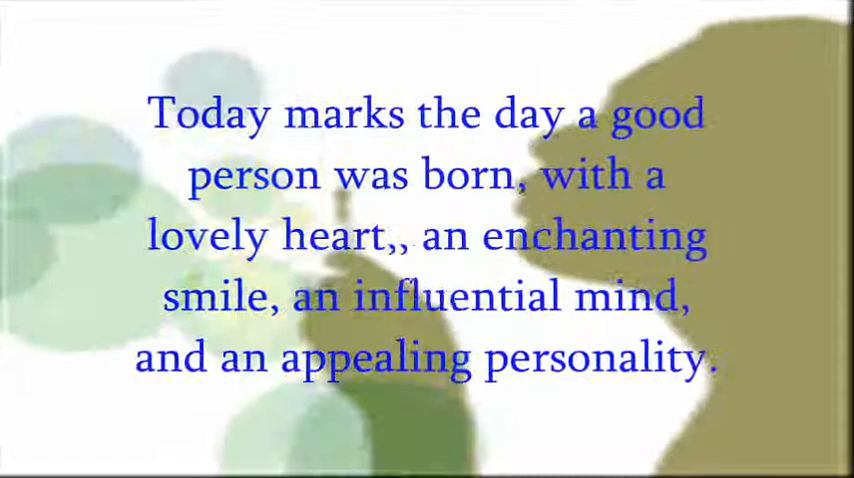 Today marks the day a good
person was born, with a
lovely heart,, an enchanting
smile, an influential mind,
and an appealing personality.